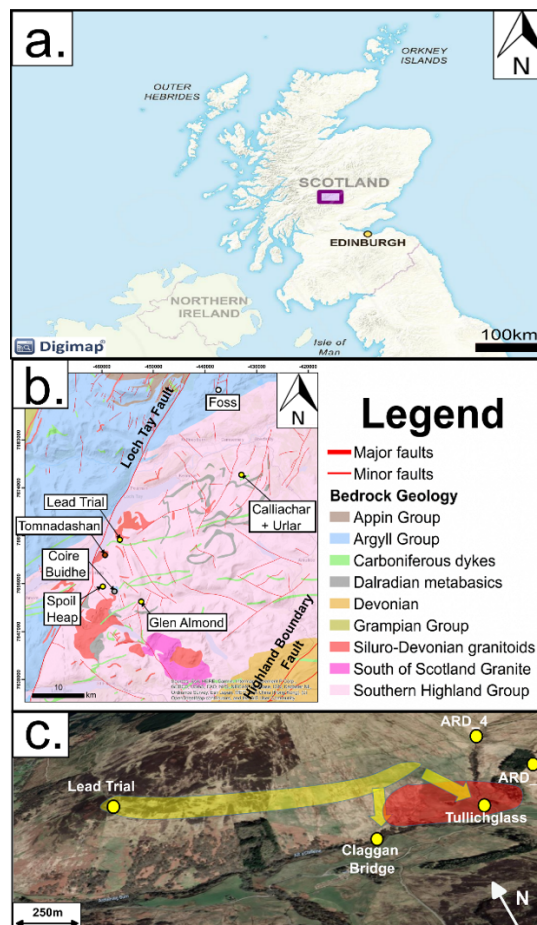 a.
ORKNEY
ISLANDS
N
OUTER
HEBRIDES
SCOTLAND
EDINBURGH
NORTHERN
IRELAND
Isle of
Man
Digimap
100km
b.
N
Foss
Loch Tay Fault
Lead Trial
Tomnadashan
Coire
Buidhe
Spoil
Heap
Calliachar
+ Urlar
Glen Almond
Highland Boundary
Fault
10
km
Legend
Major faults
Minor faults
Bedrock Geology
Appin Group
Argyll Group
Carboniferous dykes
Dalradian metabasics
Devonian
Grampian Group
Siluro-Devonian granitoids
South of Scotland Granite
Southern Highland Group
c.
ARD_4
Lead Trial
ARD
Tullichglass
Claggan
Bridge
N
250m